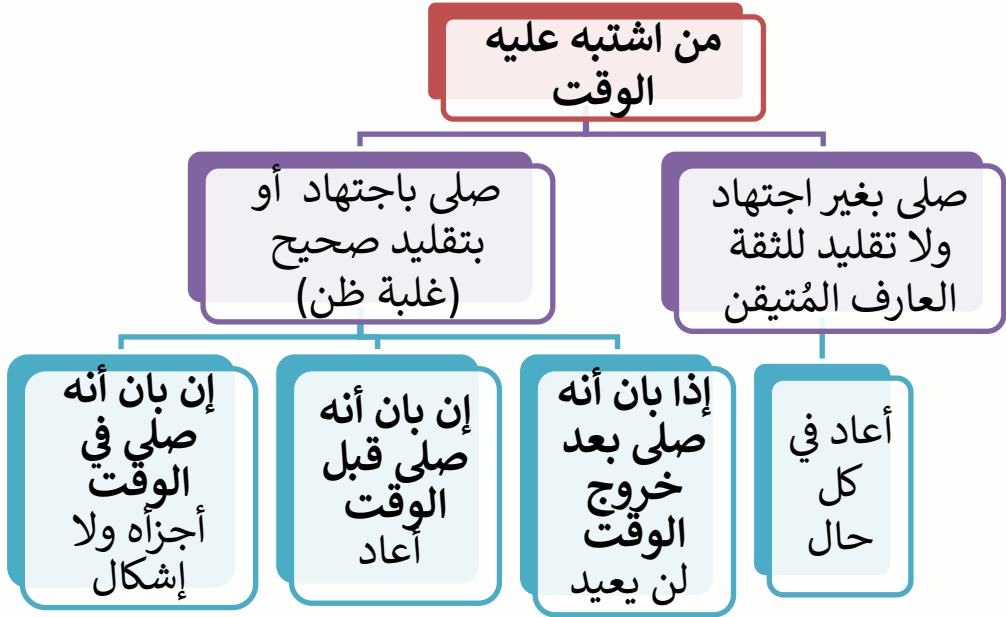 من اشتبه عليه
الوقت
صلى بغير اجتهاد
ولا تقليد للثقة
العارف المُتيقن
صلى باجتهاد أو
بتقليد صحيح
(غلبة ظن)
أعاد في
كل
حال
إذا بان أنه
صلى بعد
خروج
الوقت
لن يعيد
إن بان أنه
صلى قبل
الوقت
أعاد
إن بان أنه
صلى في
الوقت
أجزأه ولا
إشكال